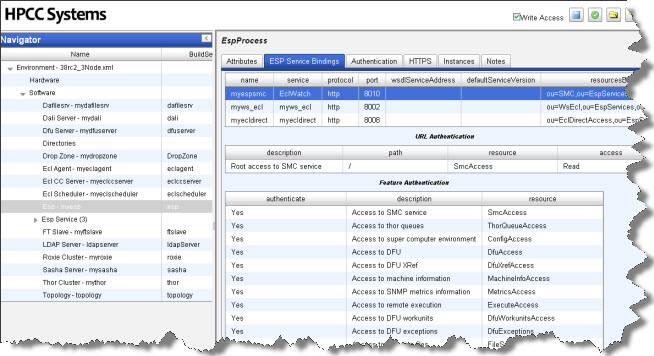 HPCC Systems
Write Access
Navigator
Name BuildSe
Environment - 38rc2_3Node.xml
Hardware
Software
Dafilesrv - mydafilesrv dafilesrv
Dali Server - mydali dali
Dfu Server - mydfuserver dfuserver
Directories
Drop Zone - mydropzone DropZone
Ecl Agent - myeclagent eclagent
Ecl CC Server - myeclccserver eclccserver
Ecl Scheduler - myeclscheduler eclscheduler
Esp - myesp esp
Esp Service (3)
FT Slave - myftslave ftslave
LDAP Server - ldapserver ldapServer
Roxie Cluster - myroxie roxie
Sasha Server - mysasha sasha
Thor Cluster - mythor thor
Topology - topology topology
EspProcess
Attributes ESP Service Bindings Authentication HTTPS Instances Notes
name service protocol port wsdlServiceAddress defaultServiceVersion resourcesB
myespsmc EclWatch http 8010 ou=SMC,ou=EspServices
myws_ecl myws_ecl http 8002 ou=WsEcl,ou=EspServices,o
myecldirect myecldirect http 8008 ou=EclDirectAccess,ou=Esp
URL Authentication
description path resource access
Root access to SMC service / SmcAccess Read
Feature Authentication
authenticate description resource
Yes Access to SMC service SmcAccess
Yes Access to thor queues ThorQueueAccess
Yes Access to super computer environment ConfigAccess
Yes Access to DFU DfuAccess
Yes Access to DFU XRef DfuXrefAccess
Yes Access to machine information MachineInfoAccess
Yes Access to SNMP metrics information MetricsAccess
Yes Access to remote execution ExecuteAccess
Yes Access to DFU workunits DfuWorkunitsAccess
Yes Access to DFU exceptions DfuExceptions